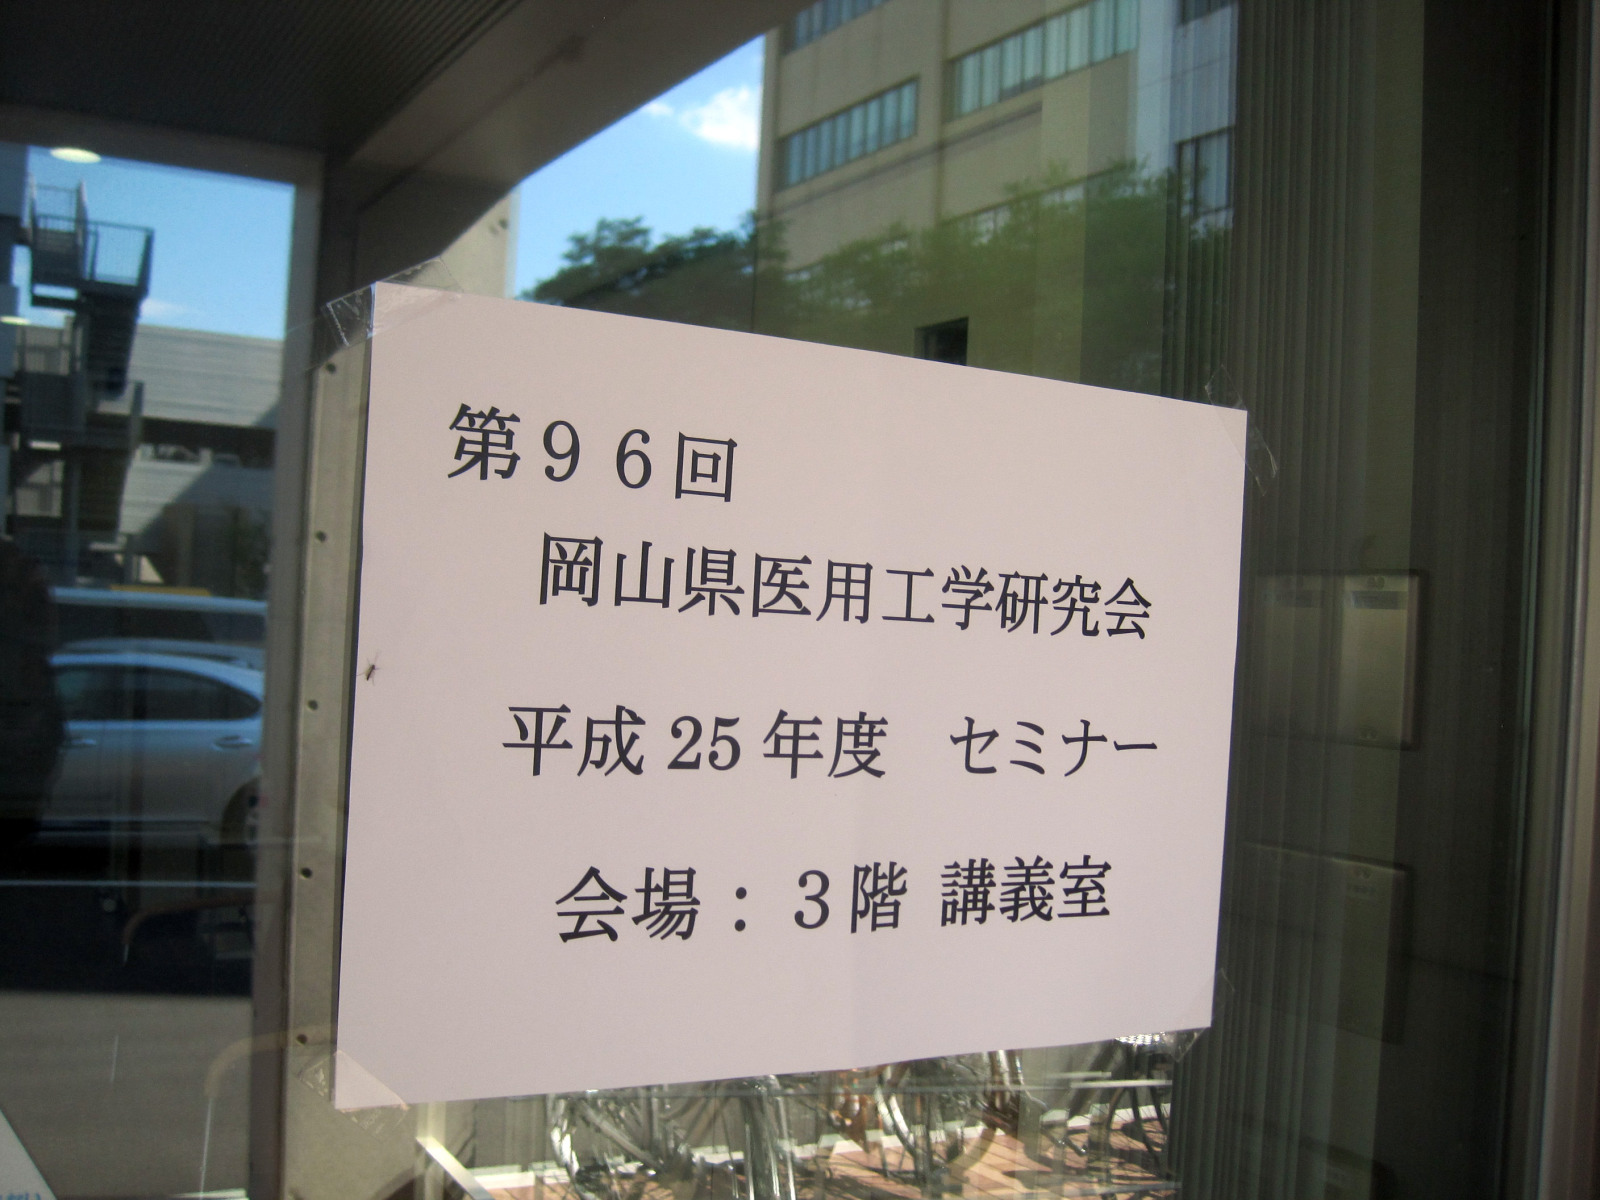 第９６回
岡山県医用工学研究会
平成 25 年度　セミナー
会場：３階 講義室